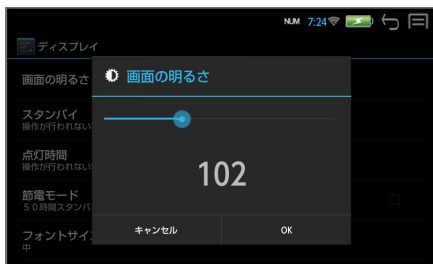 NUM 7:24
ディスプレイ
画面の明るさ
画面の明るさ
スタンバイ
操作が行われない
102
点灯時間
操作が行われない
節電モード
50時間スタンバ
キャンセル
OK
フォントサイ
中